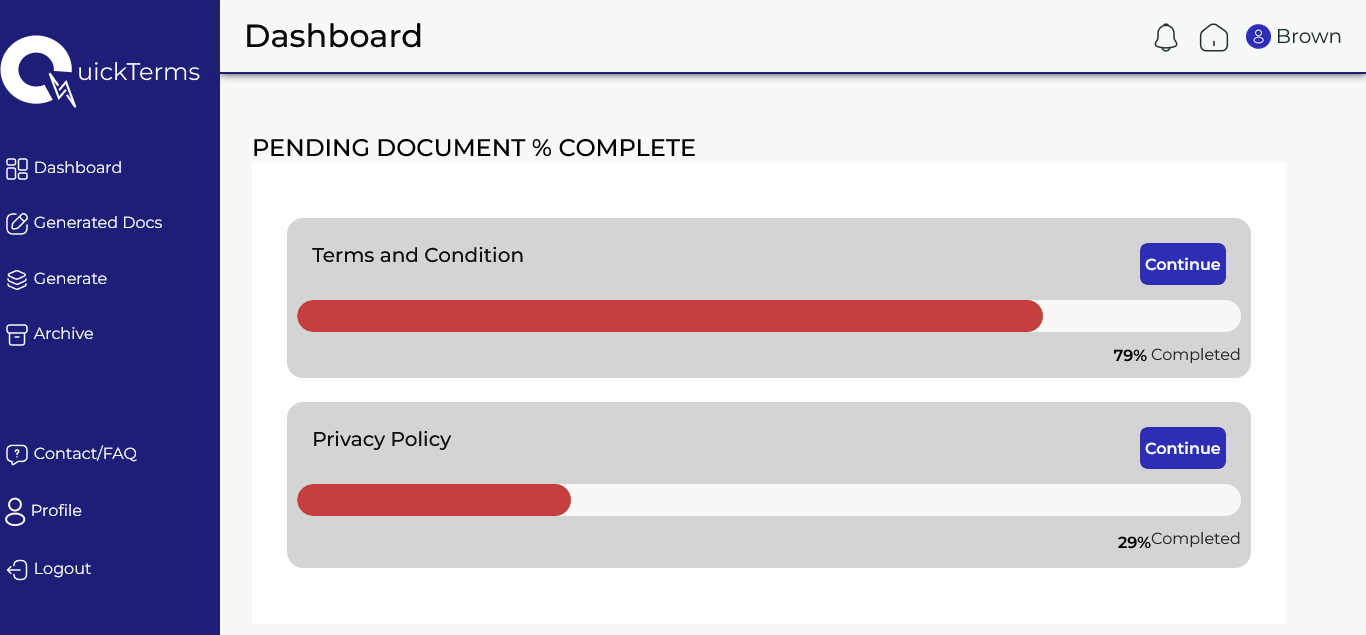 QuickTerms
Dashboard
Generated Docs
Generate
Archive
Contact/FAQ
Profile
Logout
Dashboard
Brown
PENDING DOCUMENT % COMPLETE
Terms and Condition
Continue
79% Completed
Privacy Policy
Continue
29% Completed